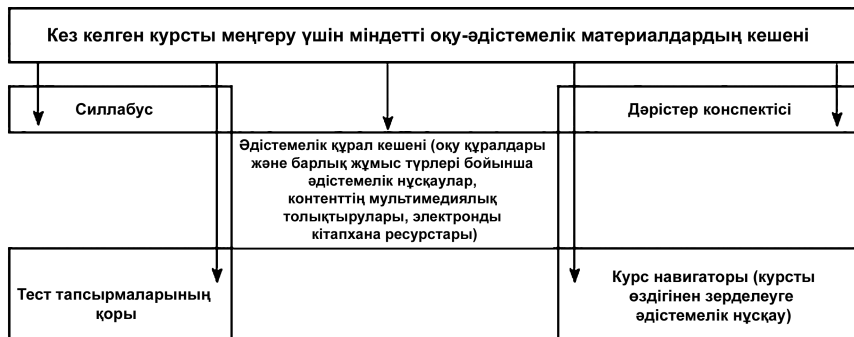 Кез келген курсты меңгеру үшін міндетті оқу-әдістемелік материалдардың кешені
Силлабус
Дәрістер конспектісі
Әдістемелік құрал кешені (оқу құралдары
және барлық жұмыс түрлері бойынша
әдістемелік нұсқаулар,
контенттің мультимедиялық
толықтырулары, электронды
кітапхана ресурстары)
Тест тапсырмаларының
қоры
Курс навигаторы (курсты
өздігінен зерделеуге
әдістемелік нұсқау)